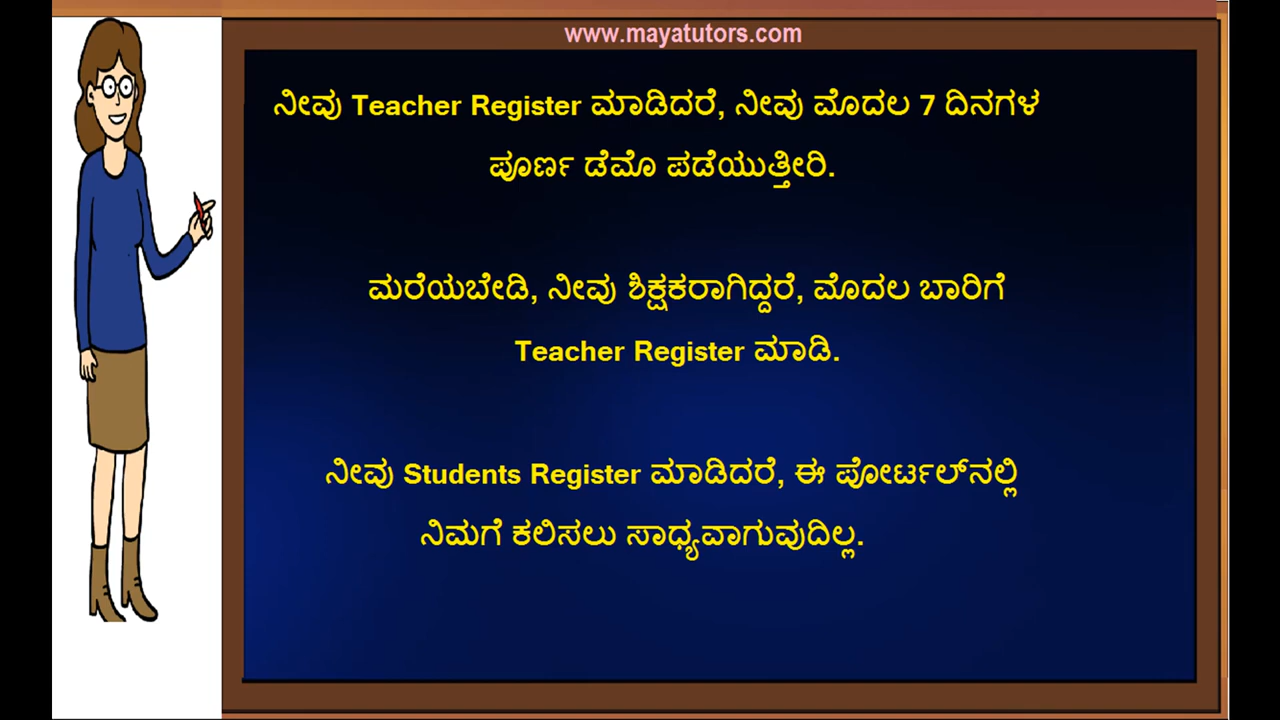 www.mayatutors.com
ನೀವು Teacher Register ಮಾಡಿದರೆ, ನೀವು ಮೊದಲ 7 ದಿನಗಳ
ಪೂರ್ಣ ಡೆಮೊ ಪಡೆಯುತ್ತೀರಿ.
ಮರೆಯಬೇಡಿ, ನೀವು ಶಿಕ್ಷಕರಾಗಿದ್ದರೆ, ಮೊದಲ ಬಾರಿಗೆ
Teacher Register ಮಾಡಿ.
ನೀವು Students Register ಮಾಡಿದರೆ, ಈ ಪೋರ್ಟಲ್‌ನಲ್ಲಿ
ನಿಮಗೆ ಕಲಿಸಲು ಸಾಧ್ಯವಾಗುವುದಿಲ್ಲ.